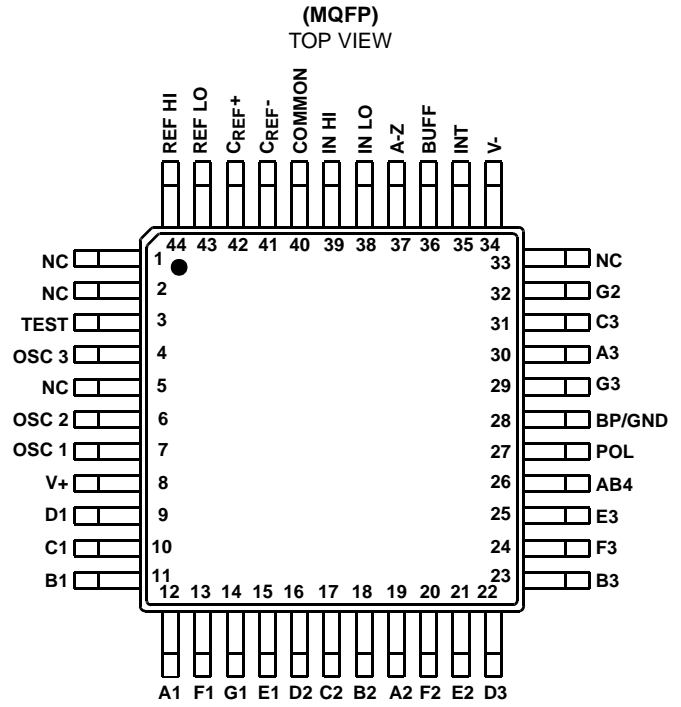 (MQFP)
TOP VIEW
REF HI
REF LO
CREF+
CREF-
COMMON
IN HI
IN LO
A-Z
BUFF
INT
V-
44 43 42 41 40 39 38 37 36 35 34
NC 1 33 NC
NC 2 32 G2
TEST 3 31 C3
OSC 3 4 30 A3
NC 5 29 G3
OSC 2 6 28 BP/GND
OSC 1 7 27 POL
V+ 8 26 AB4
D1 9 25 E3
C1 10 24 F3
B1 11 23 B3
12 13 14 15 16 17 18 19 20 21 22
A1 F1 G1 E1 D2 C2 B2 A2 F2 E2 D3